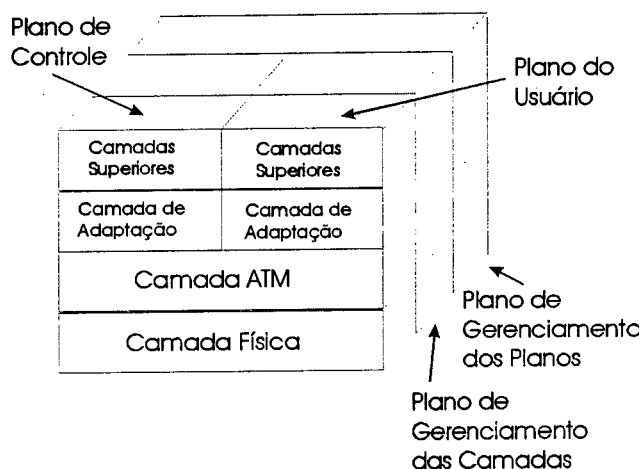 Plano de
Controle
Plano do
Usuário
Camadas
Superiores
Camadas
Superiores
Camada de
Adaptação
Camada de
Adaptação
Camada ATM
Camada Física
Plano de
Gerenciamento
dos Planos
Plano de
Gerenciamento
das Camadas